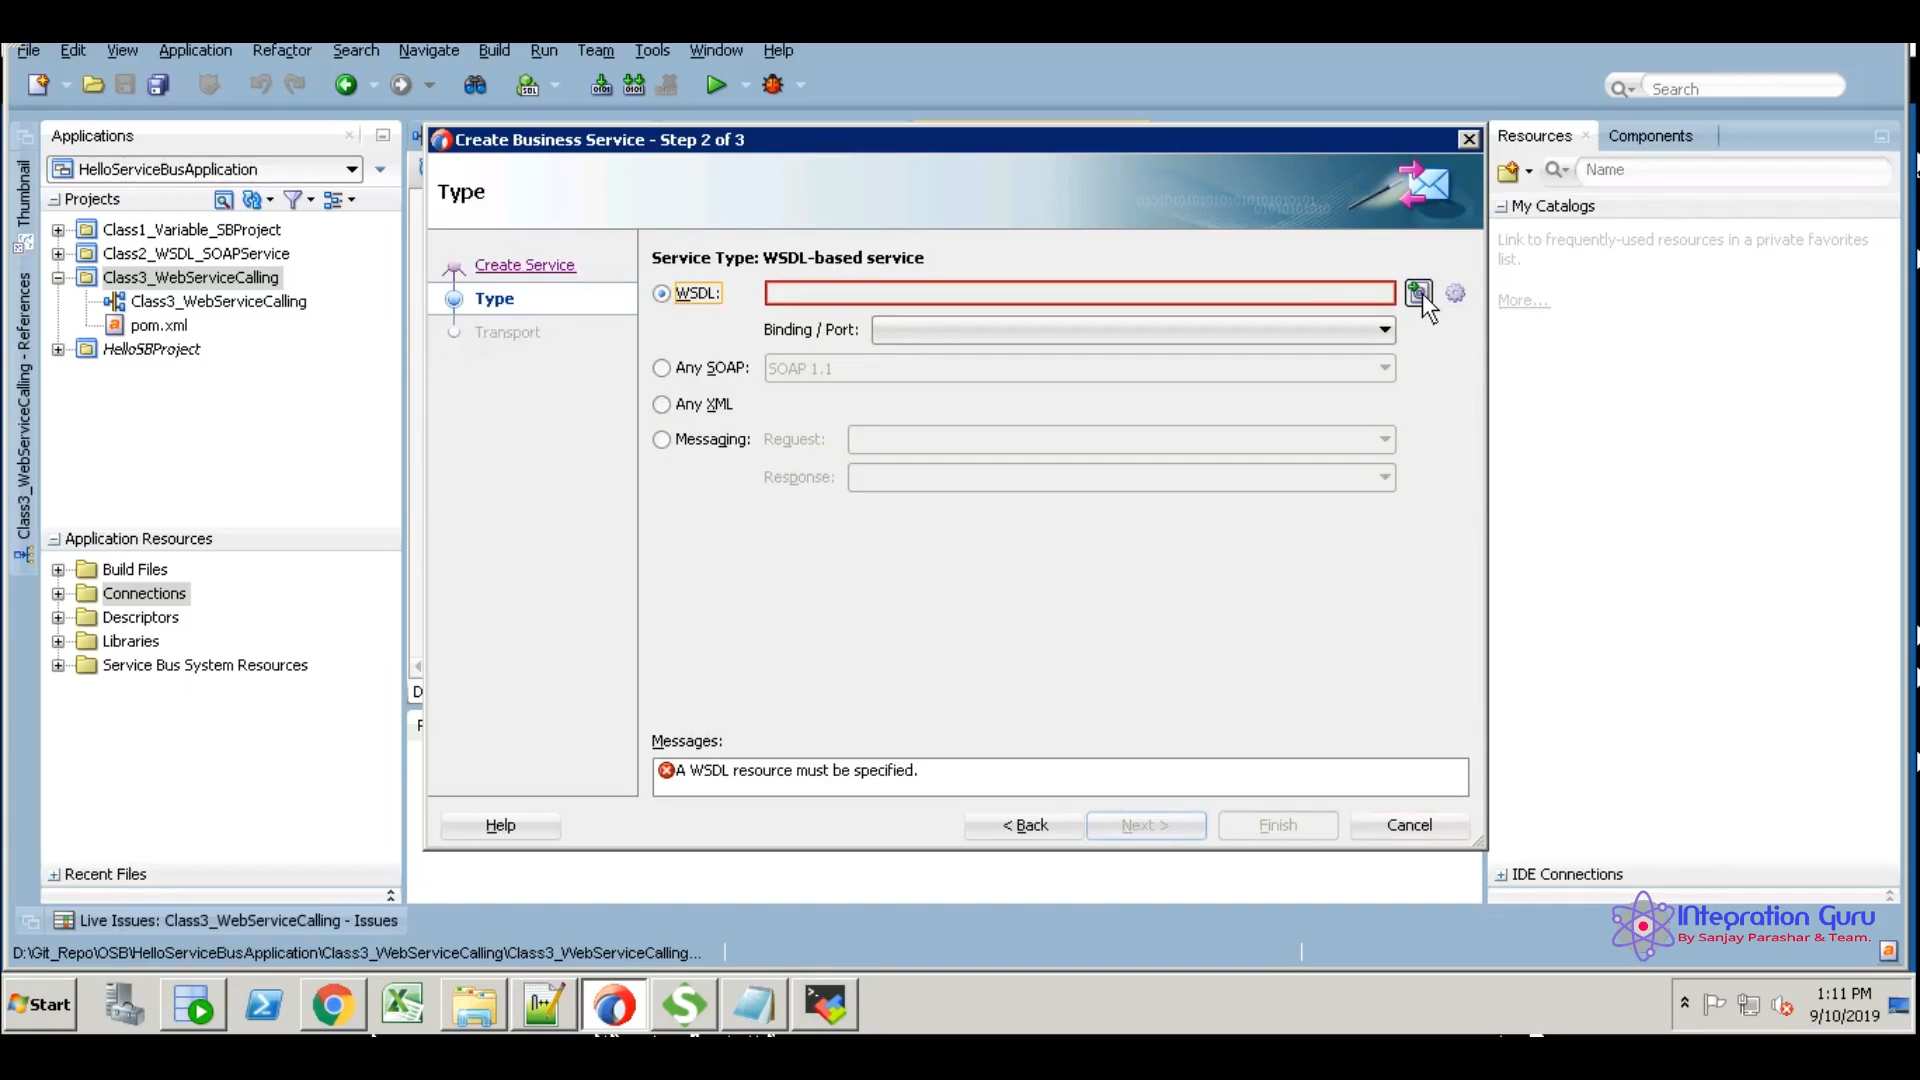 File Edit View Application Refactor Search Navigate Build Run Team Tools Window Help
Search
Applications
HelloServiceBusApplication
Projects
Class1_Variable_SBProject
Class2_WSDL_SOAPService
Class3_WebServiceCalling
Class3_WebServiceCalling
pom.xml
HelloSBProject
Thumbnail
Class3_WebServiceCalling - References
Application Resources
Build Files
Connections
Descriptors
Libraries
Service Bus System Resources
Recent Files
Create Business Service - Step 2 of 3
Type
Create Service
Type
Transport
Service Type: WSDL-based service
WSDL:
Binding / Port:
Any SOAP: SOAP 1.1
Any XML
Messaging: Request:
Response:
Messages:
A WSDL resource must be specified.
Help < Back Next > Finish Cancel
Resources Components
Name
My Catalogs
Link to frequently-used resources in a private favorites
list.
More...
IDE Connections
Live Issues: Class3_WebServiceCalling - Issues
D:\Git_Repo\OSB\HelloServiceBusApplication\Class3_WebServiceCalling\Class3_WebServiceCalling...
INtegration Guru
By Sanjay Parashar & Team.
Start
1:11 PM
9/10/2019